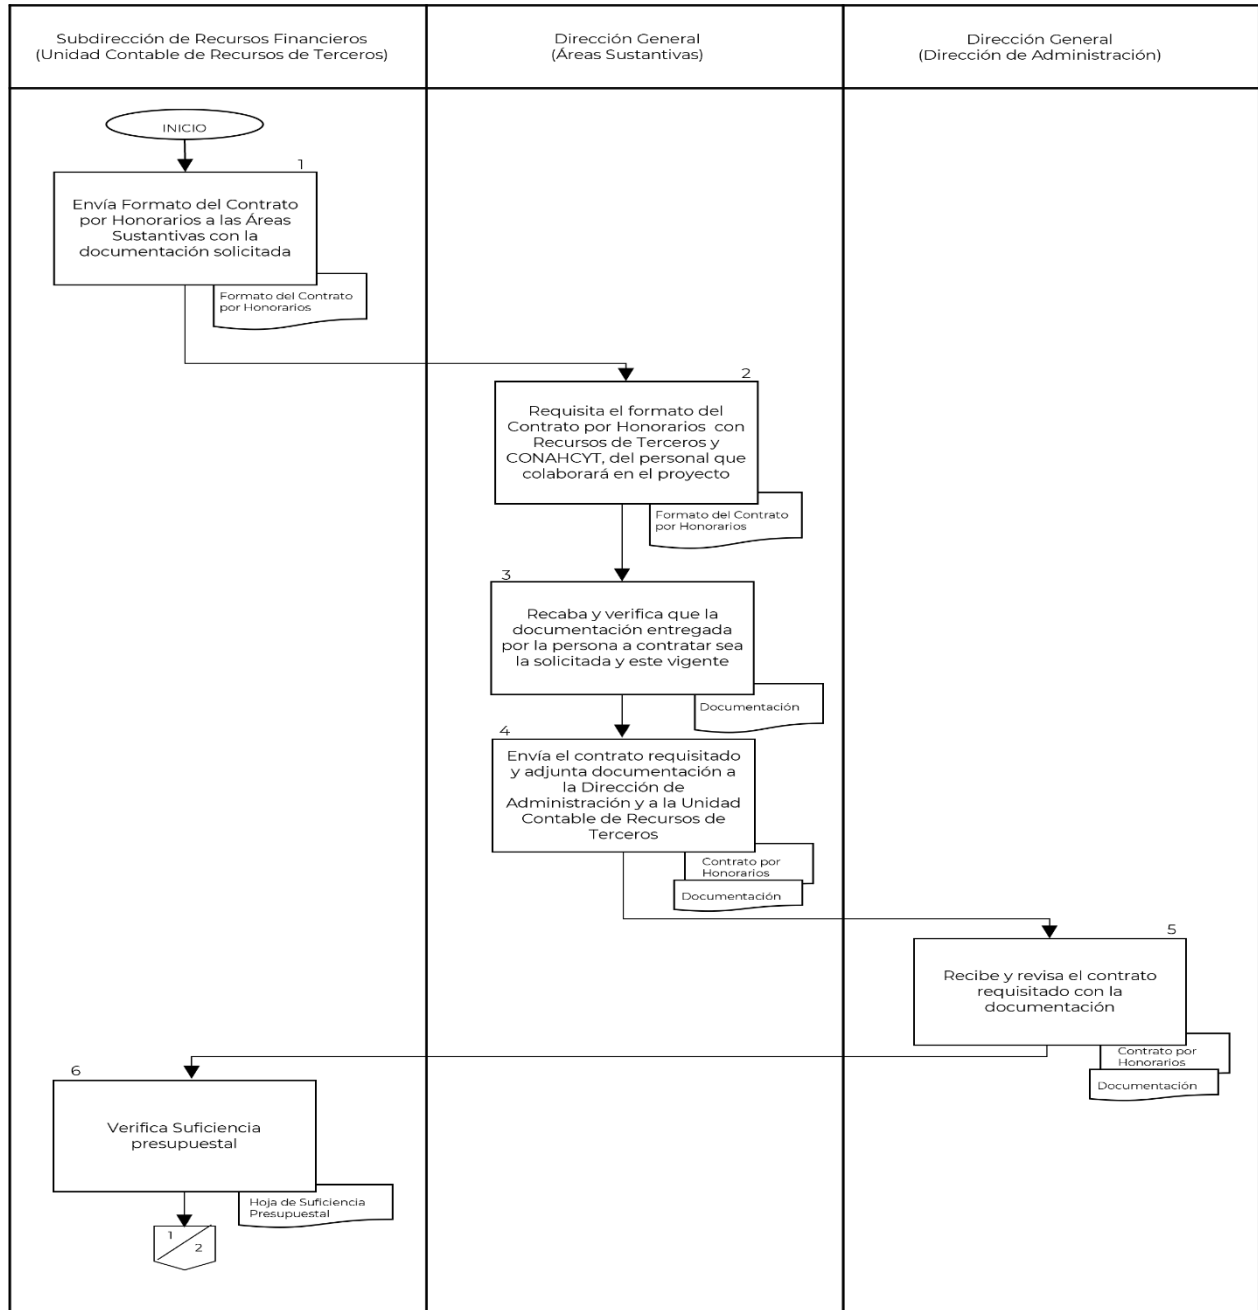 Subdirección de Recursos Financieros
(Unidad Contable de Recursos de Terceros)
Dirección General
(Áreas Sustantivas)
Dirección General
(Dirección de Administración)
INICIO
1
Envía Formato del Contrato
por Honorarios a las Áreas
Sustantivas con la
documentación solicitada
Formato del Contrato
por Honorarios
2
Requisita el formato del
Contrato por Honorarios con
Recursos de Terceros y
CONAHCYT, del personal que
colaborará en el proyecto
Formato del Contrato
por Honorarios
3
Recaba y verifica que la
documentación entregada
por la persona a contratar sea
la solicitada y este vigente
Documentación
4
Envía el contrato requisitado
y adjunta documentación a
la Dirección de
Administración y a la Unidad
Contable de Recursos de
Terceros
Contrato por
Honorarios
Documentación
5
Recibe y revisa el contrato
requisitado con la
documentación
Contrato por
Honorarios
Documentación
6
Verifica Suficiencia
presupuestal
Hoja de Suficiencia
Presupuestal
1
2